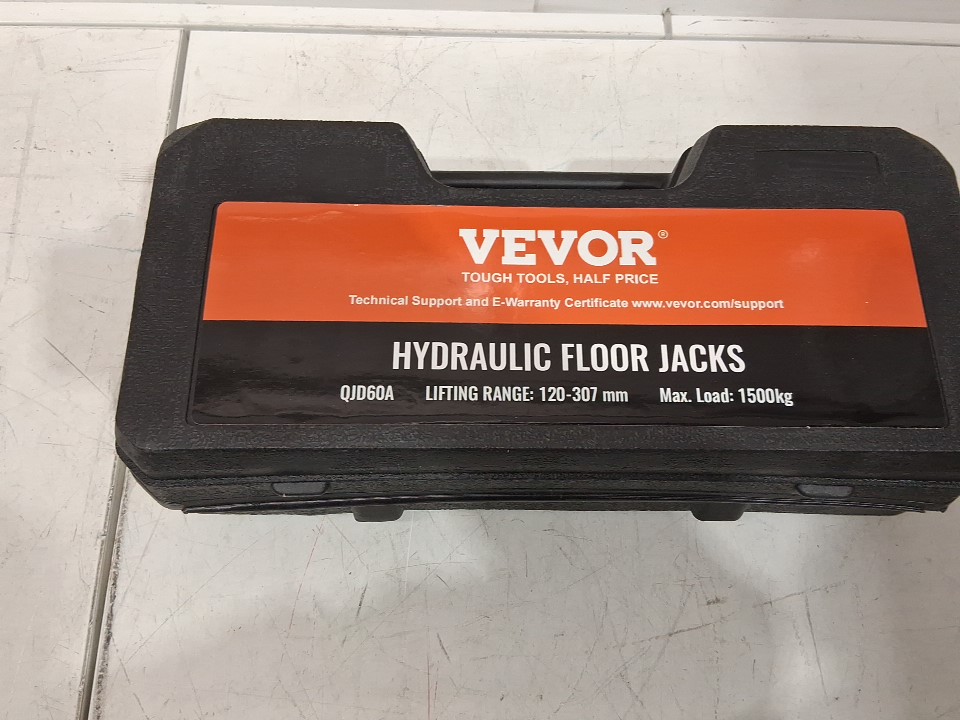 VEVOR®
TOUGH TOOLS, HALF PRICE
Technical Support and E-Warranty Certificate www.vevor.com/support
HYDRAULIC FLOOR JACKS
QJD60A LIFTING RANGE: 120-307 mm Max. Load: 1500kg